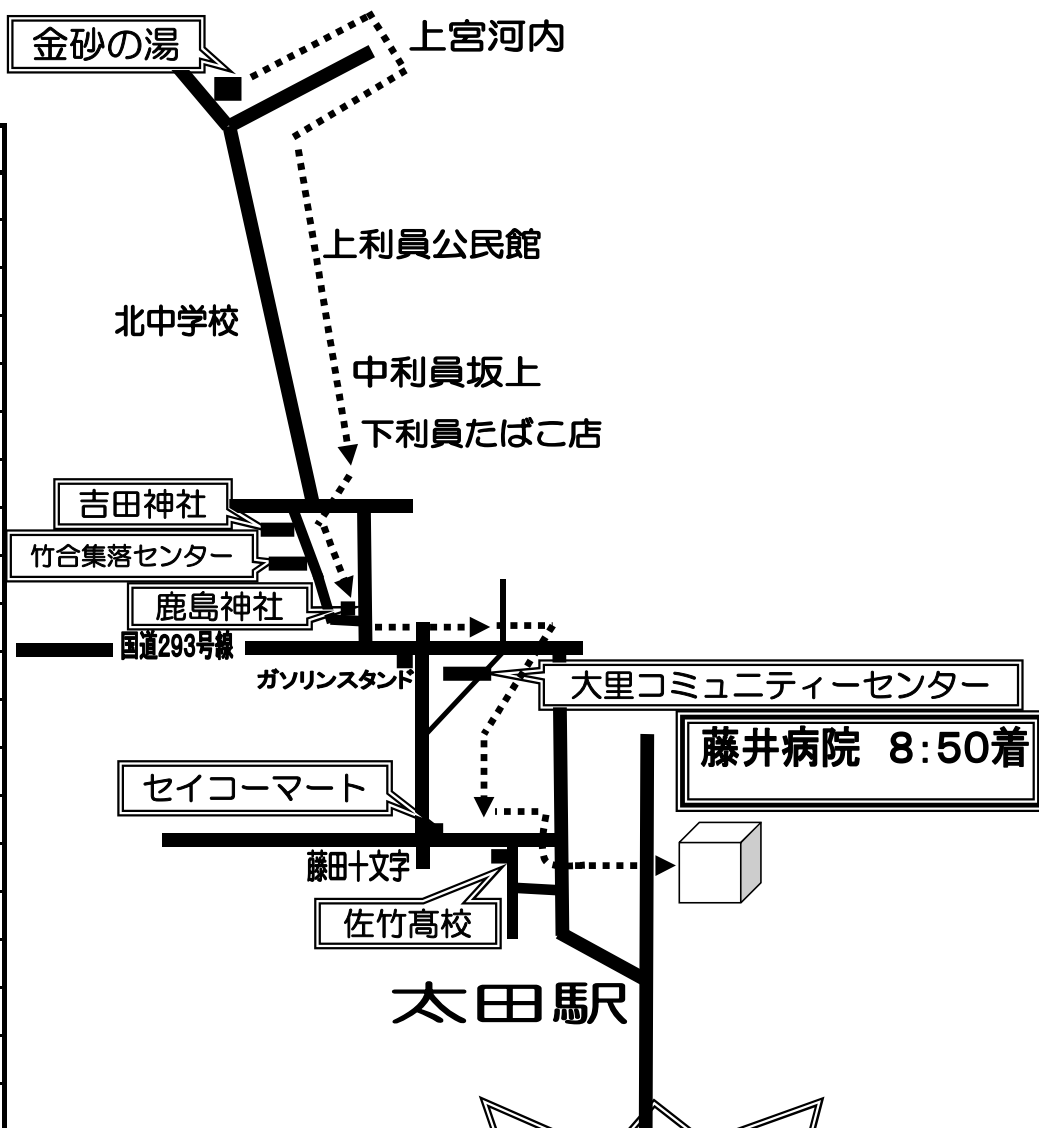 金砂の湯
上宮河内
上利員公民館
北中学校
中利員坂上
下利員たばこ店
吉田神社
竹合集落センター
鹿島神社
国道293号線
ガソリンスタンド
大里コミュニティーセンター
藤井病院 8:50着
セイコーマート
藤田十文字
佐竹髙校
太田駅